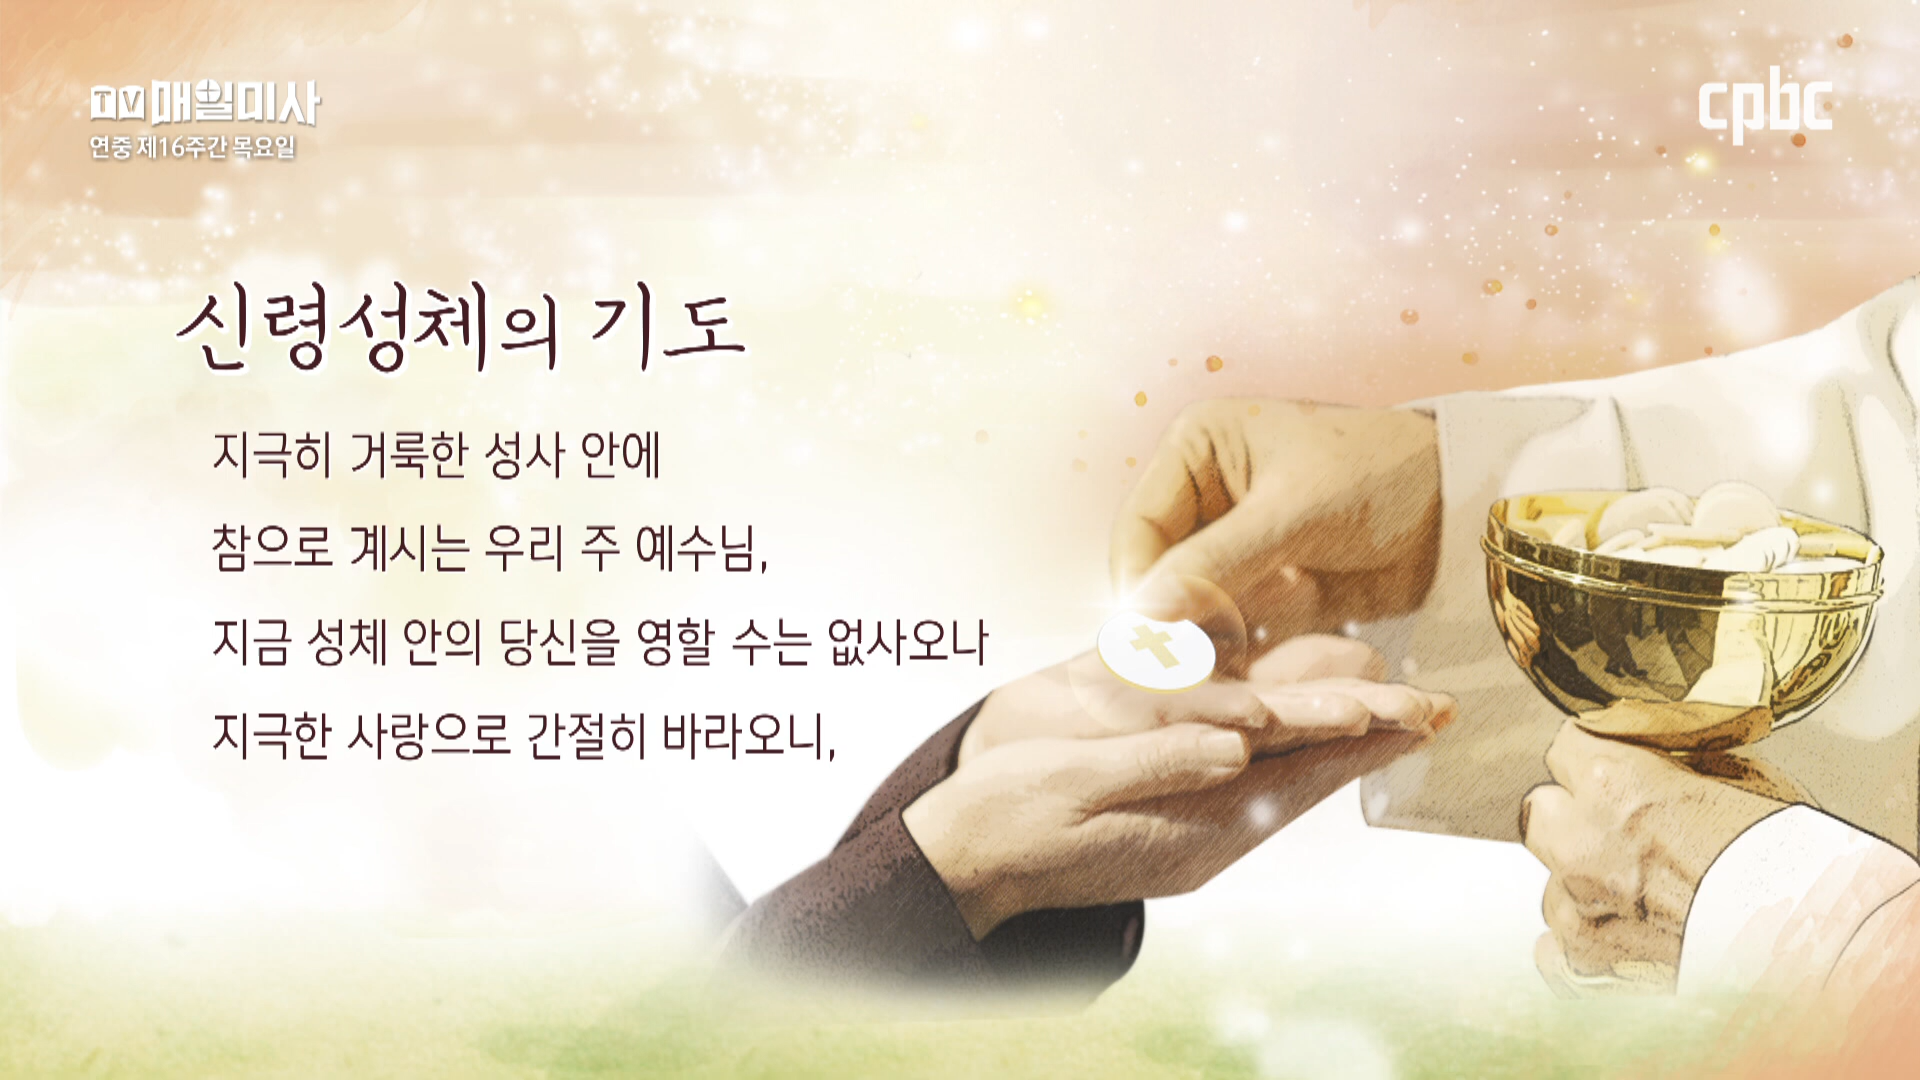 TV 매일미사
연중 제16주간 목요일
cpbc
신령성체의 기도
지극히 거룩한 성사 안에
참으로 계시는 우리 주 예수님,
지금 성체 안의 당신을 영할 수는 없사오나
지극한 사랑으로 간절히 바라오니,